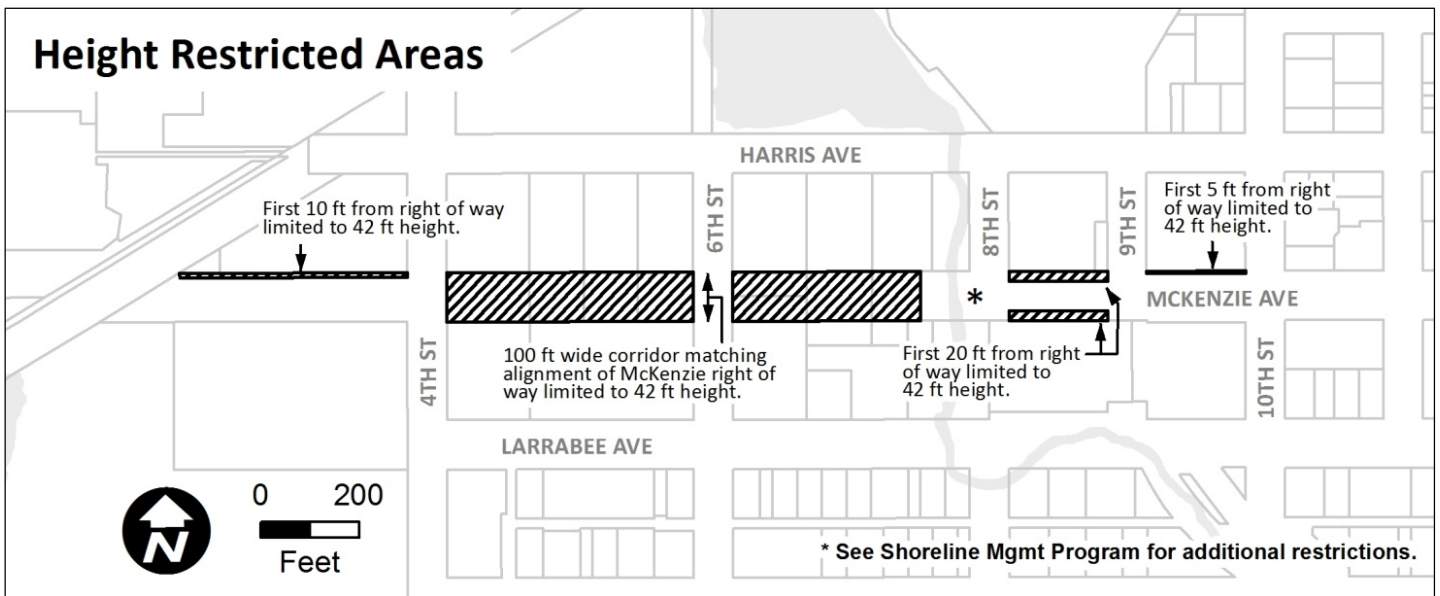 Height Restricted Areas
HARRIS AVE
First 10 ft from right of way
limited to 42 ft height.
6TH ST
8TH ST
9TH ST
First 5 ft from right
of way limited to
42 ft height.
*
MCKENZIE AVE
4TH ST
100 ft wide corridor matching
alignment of McKenzie right of
way limited to 42 ft height.
First 20 ft from right
of way limited to
42 ft height.
10TH ST
LARRABEE AVE
N
0 200
Feet
* See Shoreline Mgmt Program for additional restrictions.